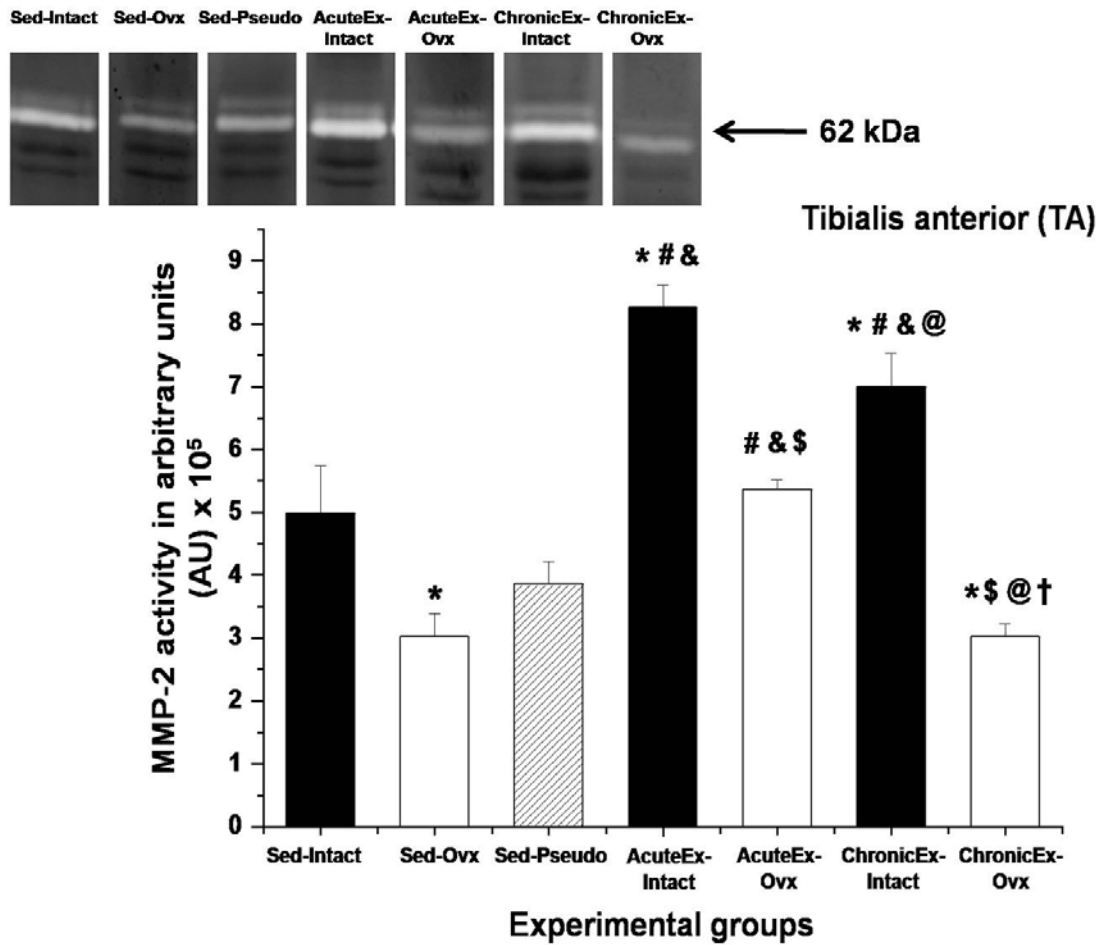 Sed-Intact Sed-Ovx Sed-Pseudo AcuteEx- AcuteEx- ChronicEx- ChronicEx-
Intact Ovx Intact Ovx
62 kDa
Tibialis anterior (TA)
MMP-2 activity in arbitrary units
(AU) x 10⁵
9
8
7
6
5
4
3
2
1
0
*
* # &
# & $
* # & @
* $ @ †
Sed-Intact Sed-Ovx Sed-Pseudo AcuteEx- AcuteEx- ChronicEx- ChronicEx-
Intact Ovx Intact Ovx
Experimental groups